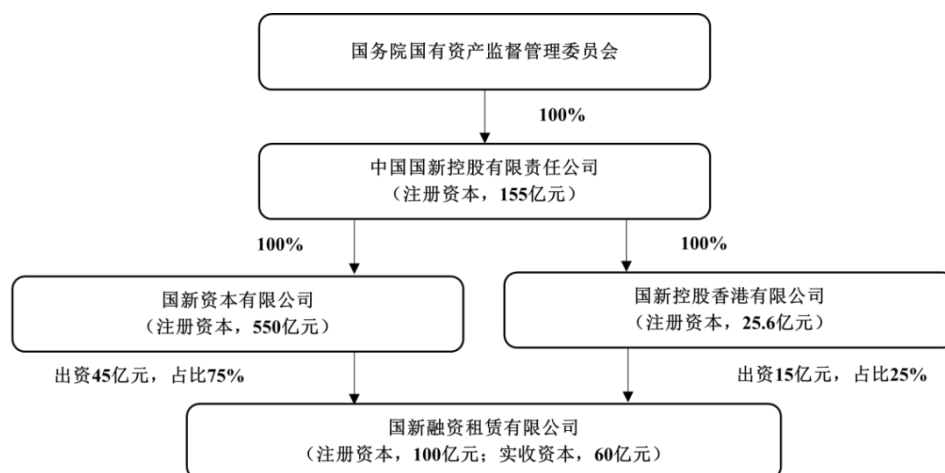 国务院国有资产监督管理委员会
100%
中国国新控股有限责任公司
（注册资本，155亿元）
100%
100%
国新资本有限公司
（注册资本，550亿元）
国新控股香港有限公司
（注册资本，25.6亿元）
出资45亿元，占比75%
出资15亿元，占比25%
国新融资租赁有限公司
（注册资本，100亿元；实收资本，60亿元）